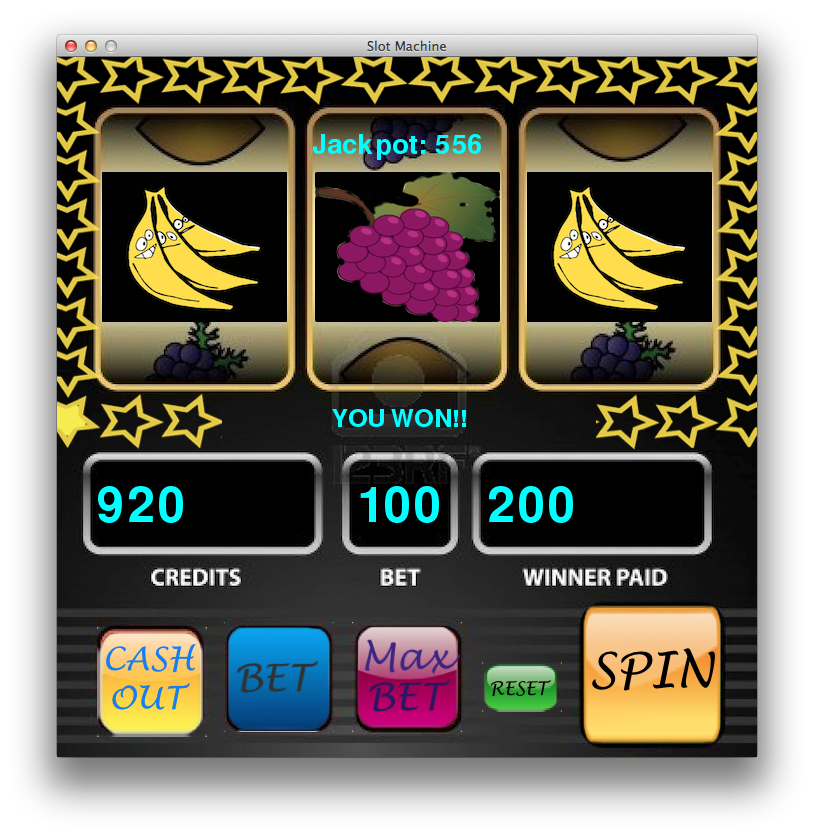 Slot Machine
Jackpot: 556
YOU WON!!
123RF
920
100
200
CREDITS
BET
WINNER PAID
CASH
OUT
BET
Max
BET
RESET
SPIN